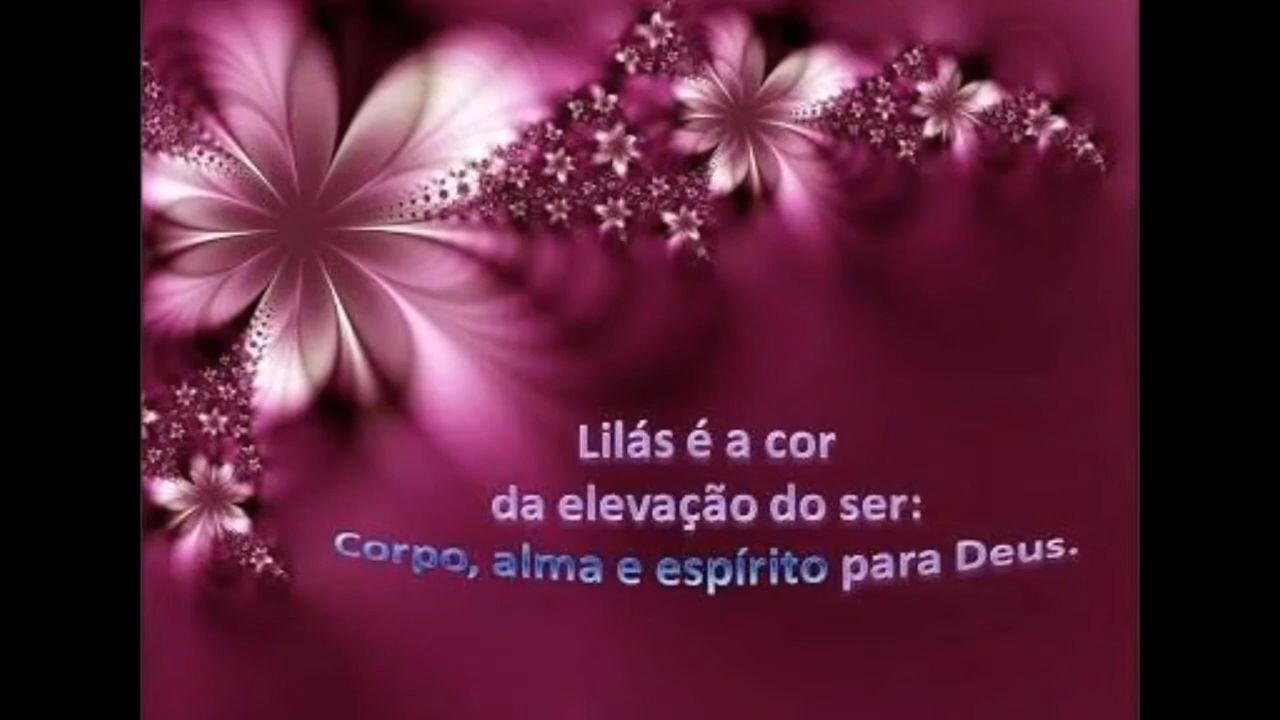 Lilás é a cor
da elevação do ser:
Corpo, alma e espírito para Deus.